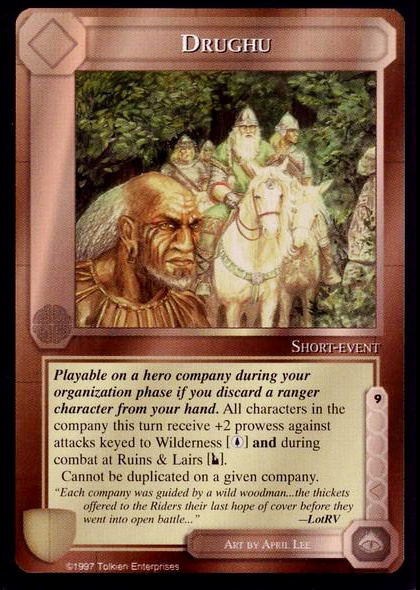 DRUGHU
SHORT-EVENT
Playable on a hero company during your
organization phase if you discard a ranger
character from your hand. All characters in the
company this turn receive +2 prowess against
attacks keyed to Wilderness [ ] and during
combat at Ruins & Lairs [ ].
Cannot be duplicated on a given company.
"Each company was guided by a wild woodman...the thickets
offered to the Riders their last hope of cover before they
went into open battle..." —LotRV
9
ART BY APRIL LEE
©1997 Tolkien Enterprises